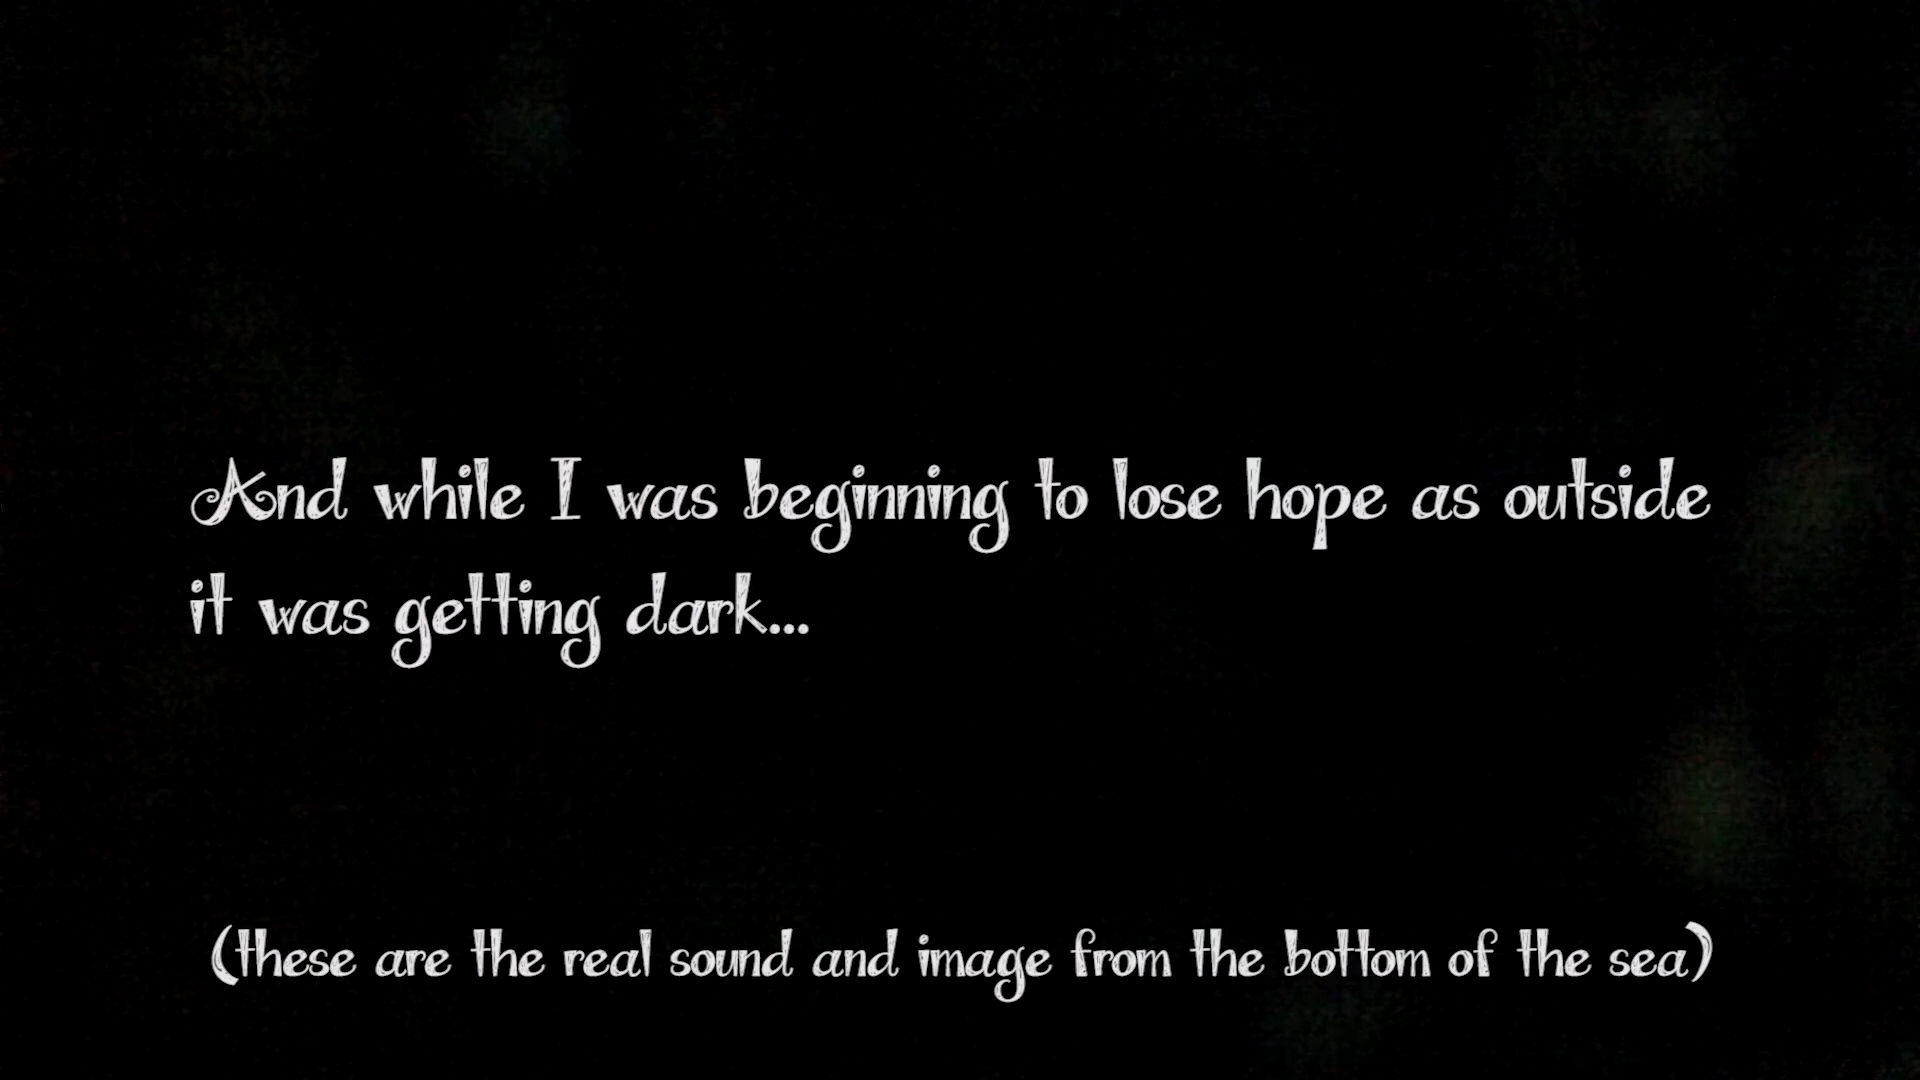 And while I was beginning to lose hope as outside
it was getting dark...
(these are the real sound and image from the bottom of the sea)